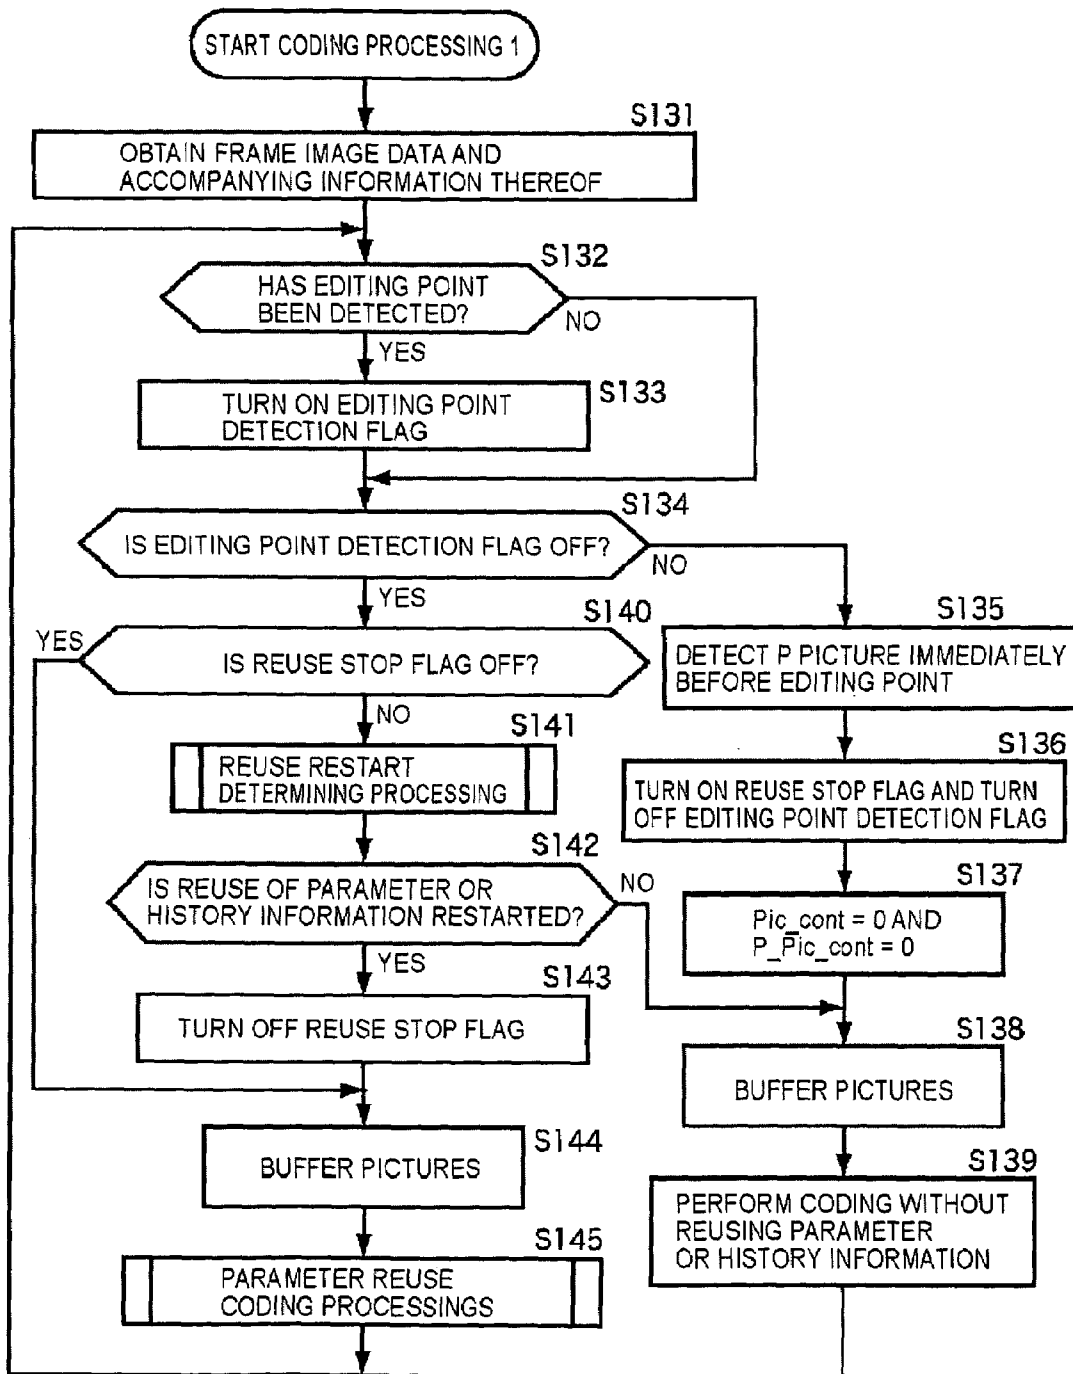 START CODING PROCESSING 1
S131
OBTAIN FRAME IMAGE DATA AND
ACCOMPANYING INFORMATION THEREOF
S132
HAS EDITING POINT
BEEN DETECTED?
NO
YES
S133
TURN ON EDITING POINT
DETECTION FLAG
S134
IS EDITING POINT DETECTION FLAG OFF?
NO
YES
S135
DETECT P PICTURE IMMEDIATELY
BEFORE EDITING POINT
S140
YES
IS REUSE STOP FLAG OFF?
NO
S136
TURN ON REUSE STOP FLAG AND TURN
OFF EDITING POINT DETECTION FLAG
S141
REUSE RESTART
DETERMINING PROCESSING
S137
Pic_cont = 0 AND
P_Pic_cont = 0
S142
IS REUSE OF PARAMETER OR
HISTORY INFORMATION RESTARTED?
NO
YES
S143
TURN OFF REUSE STOP FLAG
S138
BUFFER PICTURES
S144
BUFFER PICTURES
S139
PERFORM CODING WITHOUT
REUSING PARAMETER
OR HISTORY INFORMATION
S145
PARAMETER REUSE
CODING PROCESSINGS